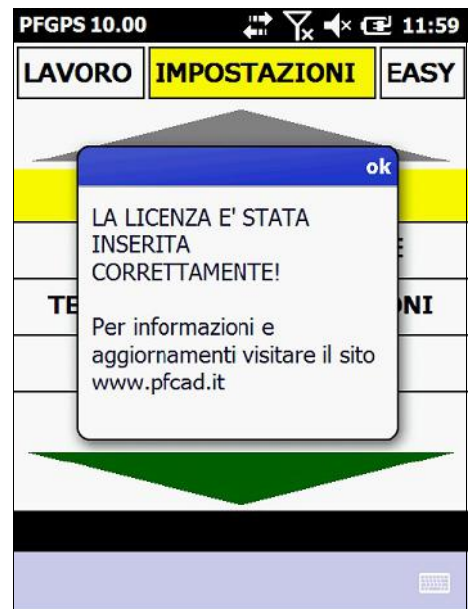 PFGPS 10.00 11:59
LAVORO IMPOSTAZIONI EASY
ok
LA LICENZA E' STATA
INSERITA
CORRETTAMENTE!
Per informazioni e
aggiornamenti visitare il sito
www.pfcad.it